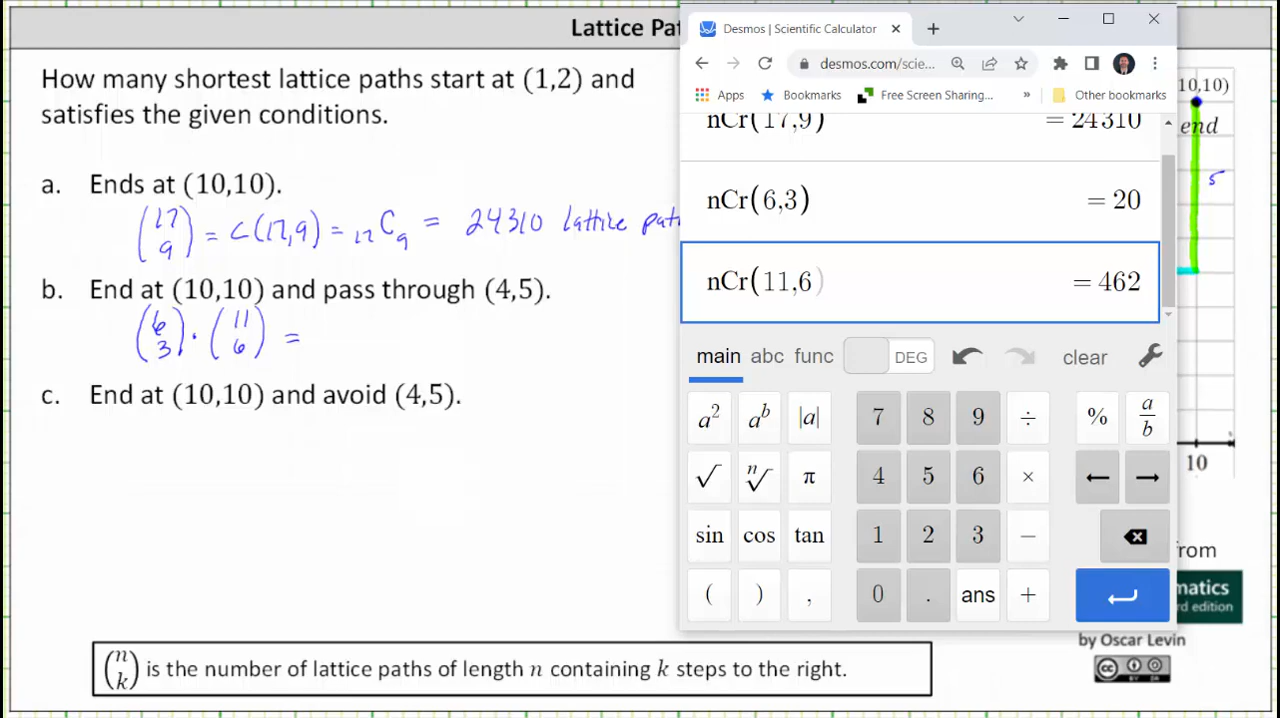 Lattice Pat
How many shortest lattice paths start at (1,2) and
satisfies the given conditions.
a. Ends at (10,10).
(17 9) = C(17,9) = 17C9 = 24310 lattice path
b. End at (10,10) and pass through (4,5).
(6 3) · (11 6) =
c. End at (10,10) and avoid (4,5).
(n k) is the number of lattice paths of length n containing k steps to the right.
Desmos | Scientific Calculator
desmos.com/scie...
Apps Bookmarks Free Screen Sharing... » Other bookmarks
nCr(17,9) = 24310
nCr(6,3) = 20
nCr(11,6) = 462
main abc func DEG clear
a² aᵇ |a| 7 8 9 ÷ % a/b
√ ⁿ√ π 4 5 6 × ← →
sin cos tan 1 2 3 −
( ) , 0 . ans +
10,10)
end
5
10
rom
matics
rd edition
by Oscar Levin
CC BY SA